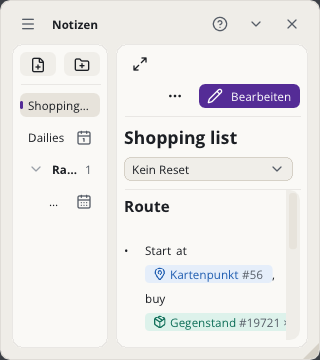 Notizen
Shopping...
Dailies
Ra... 1
...
Bearbeiten
Shopping list
Kein Reset
Route
• Start at
Kartenpunkt #56 ,
buy
Gegenstand #19721